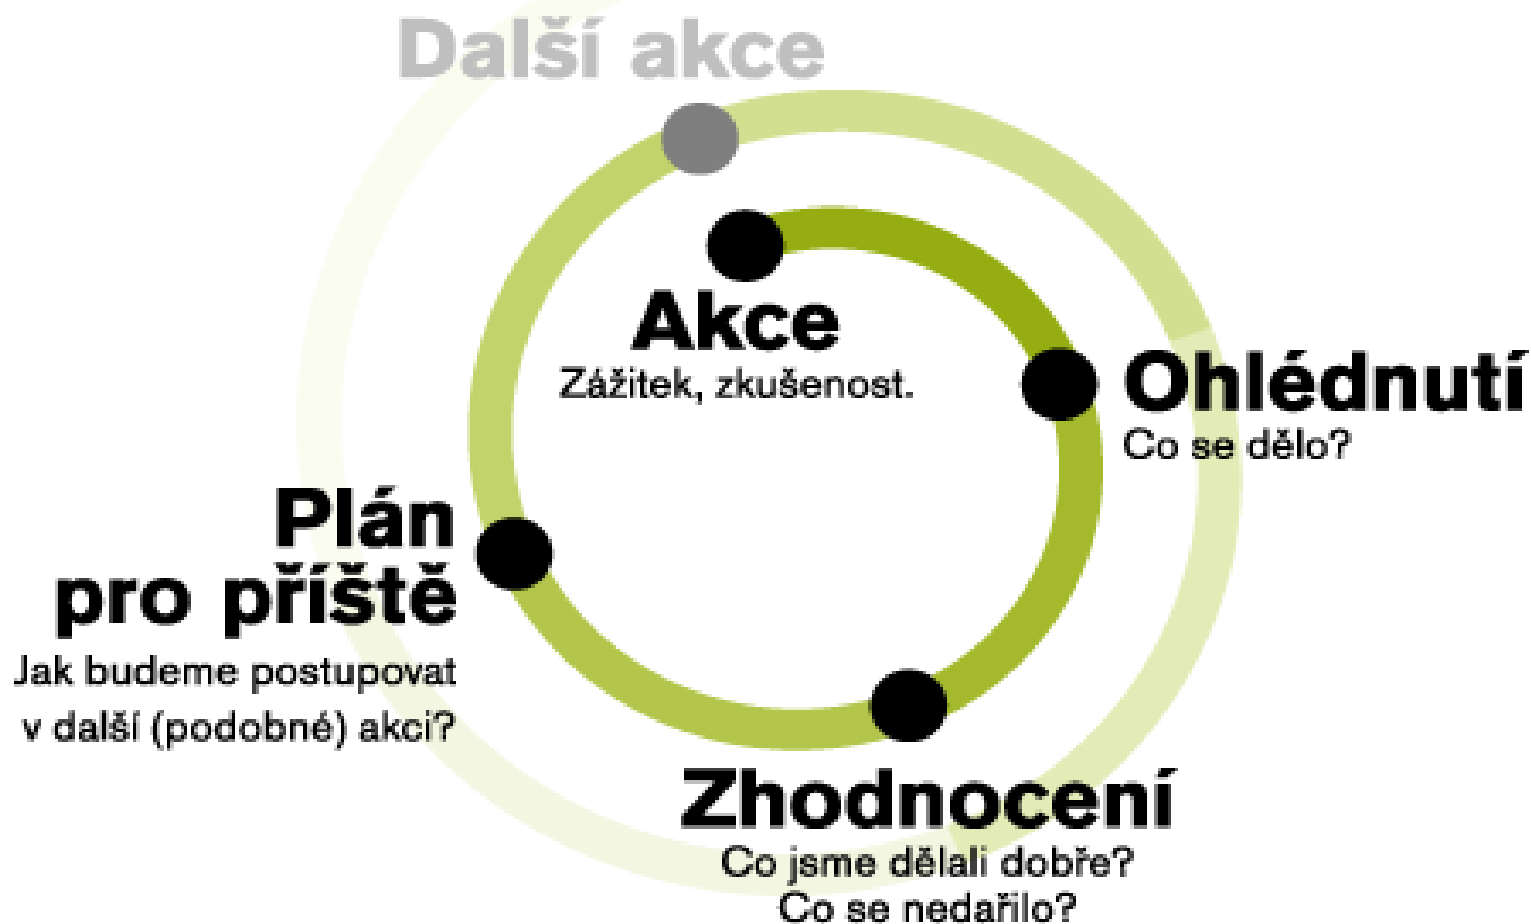 Další akce
Akce
Zážitek, zkušenost.
Ohlédnutí
Co se dělo?
Plán
pro příště
Jak budeme postupovat
v další (podobné) akci?
Zhodnocení
Co jsme dělali dobře?
Co se nedařilo?